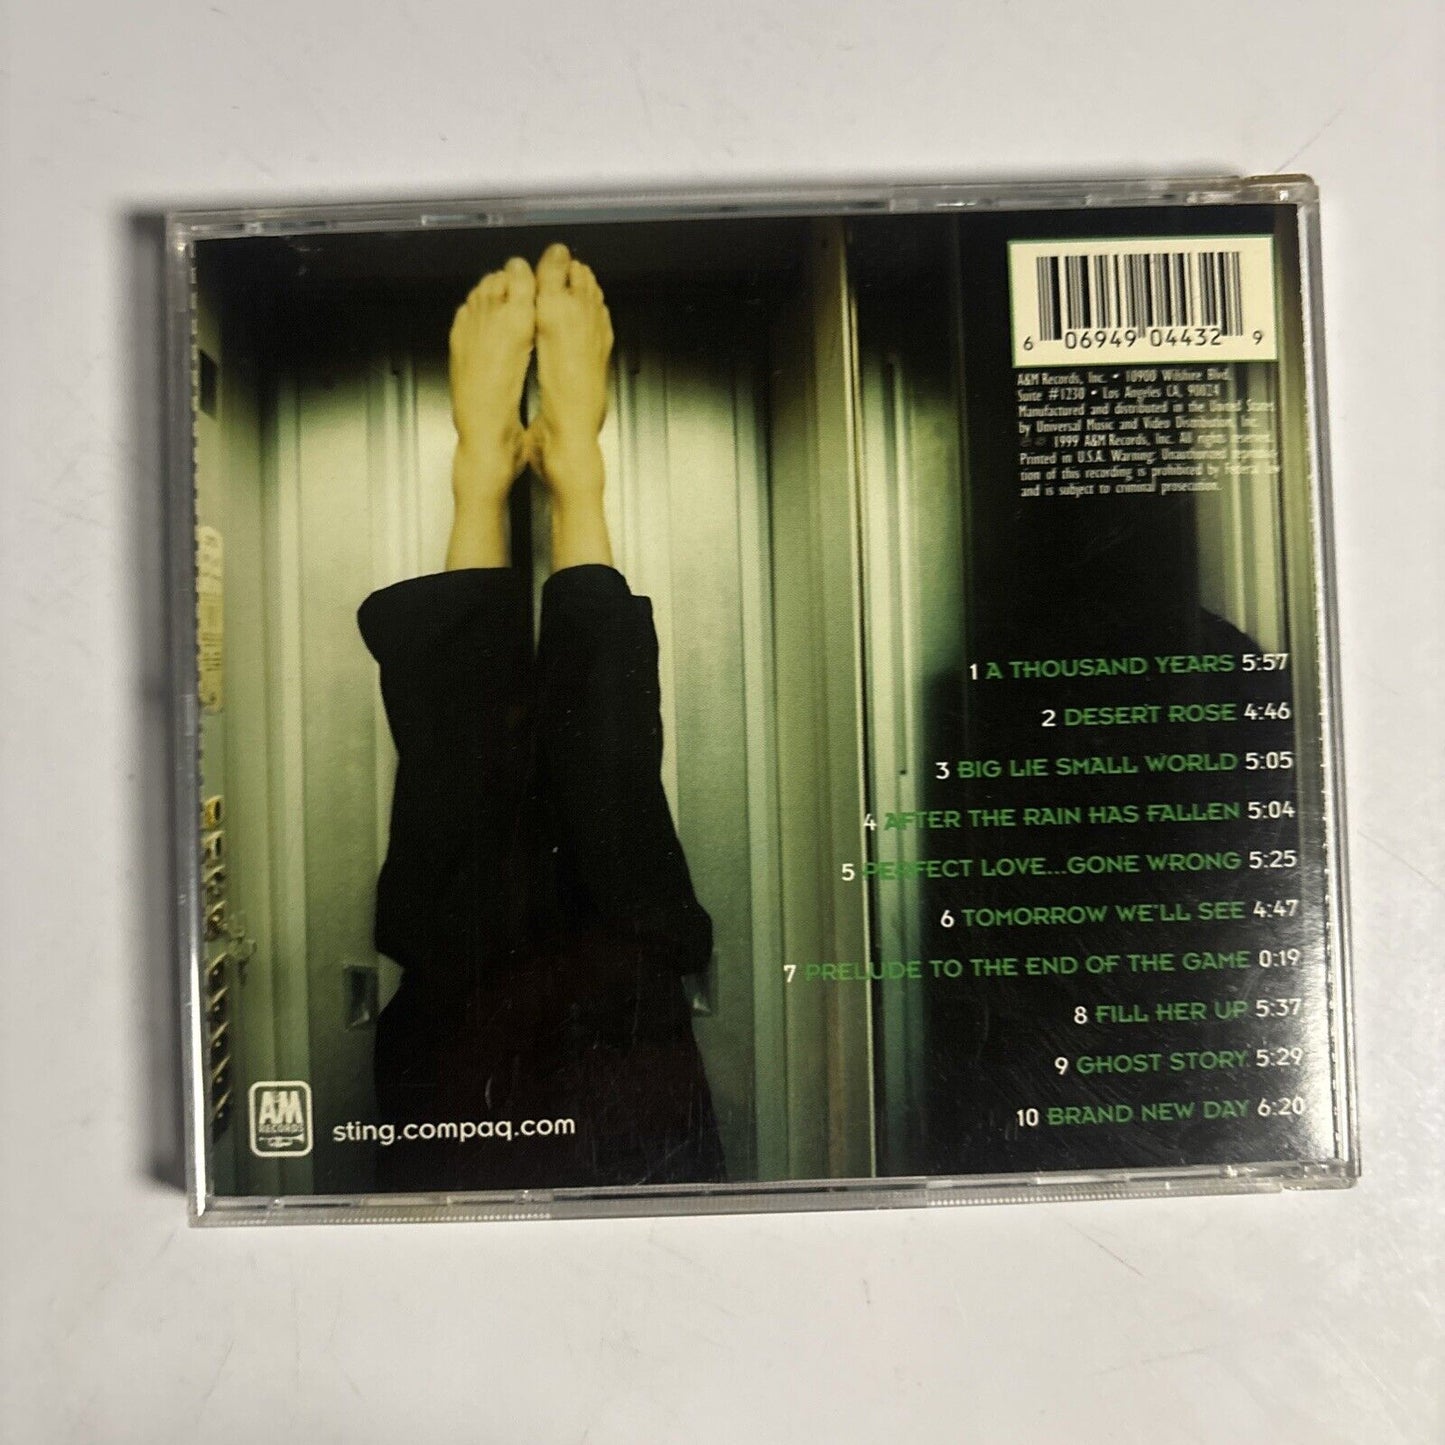 6 06949 04432 9
A&M Records, Inc. • 10900 Wilshire Blvd.
Suite #1230 • Los Angeles CA, 90024
Manufactured and distributed in the United States
by Universal Music and Video Distribution, Inc.
℗ © 1999 A&M Records, Inc. All rights reserved.
Printed in U.S.A. Warning: Unauthorized reproduc-
tion of this recording is prohibited by Federal law
and is subject to criminal prosecution.
1 A THOUSAND YEARS 5:57
2 DESERT ROSE 4:46
3 BIG LIE SMALL WORLD 5:05
4 AFTER THE RAIN HAS FALLEN 5:04
5 PERFECT LOVE...GONE WRONG 5:25
6 TOMORROW WE'LL SEE 4:47
7 PRELUDE TO THE END OF THE GAME 0:19
8 FILL HER UP 5:37
9 GHOST STORY 5:29
10 BRAND NEW DAY 6:20
A&M
RECORDS
sting.compaq.com